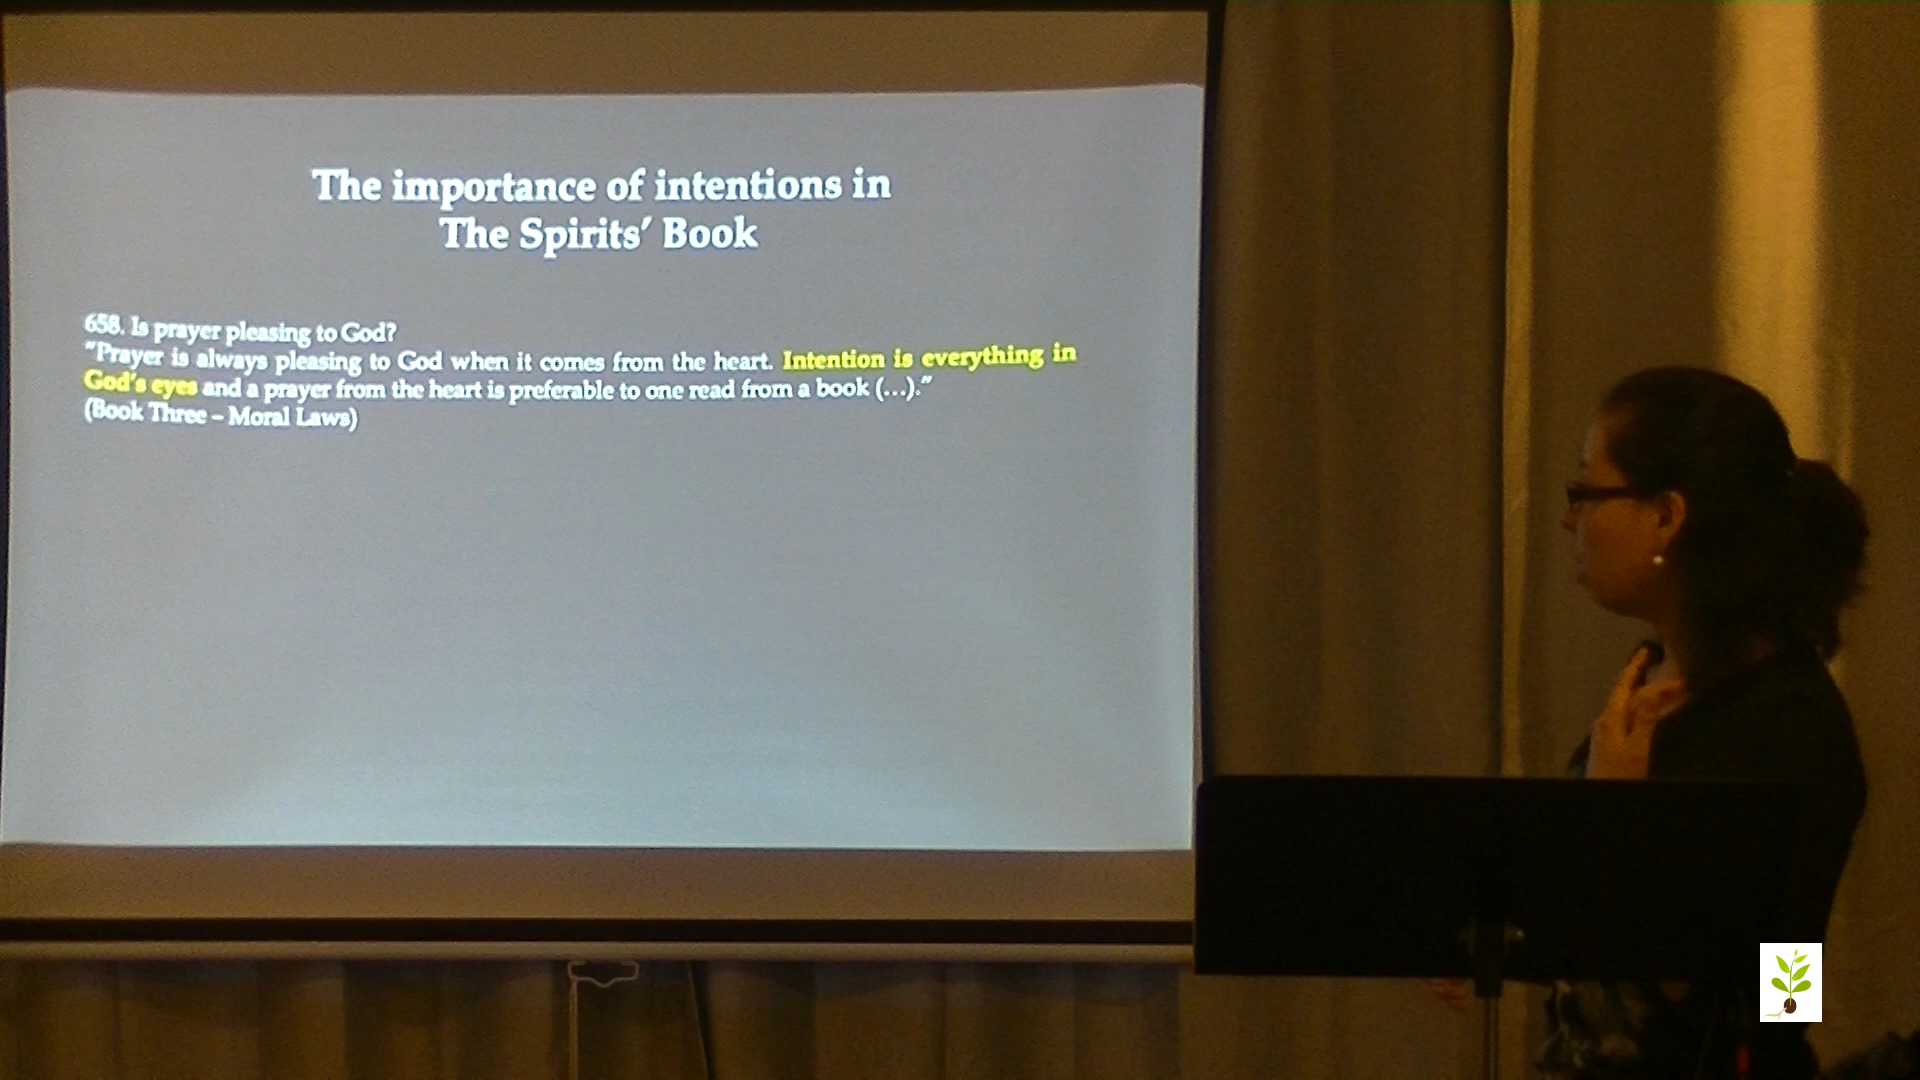 The importance of intentions in
The Spirits' Book
658. Is prayer pleasing to God?
"Prayer is always pleasing to God when it comes from the heart. Intention is everything in
God's eyes and a prayer from the heart is preferable to one read from a book (...)."
(Book Three – Moral Laws)